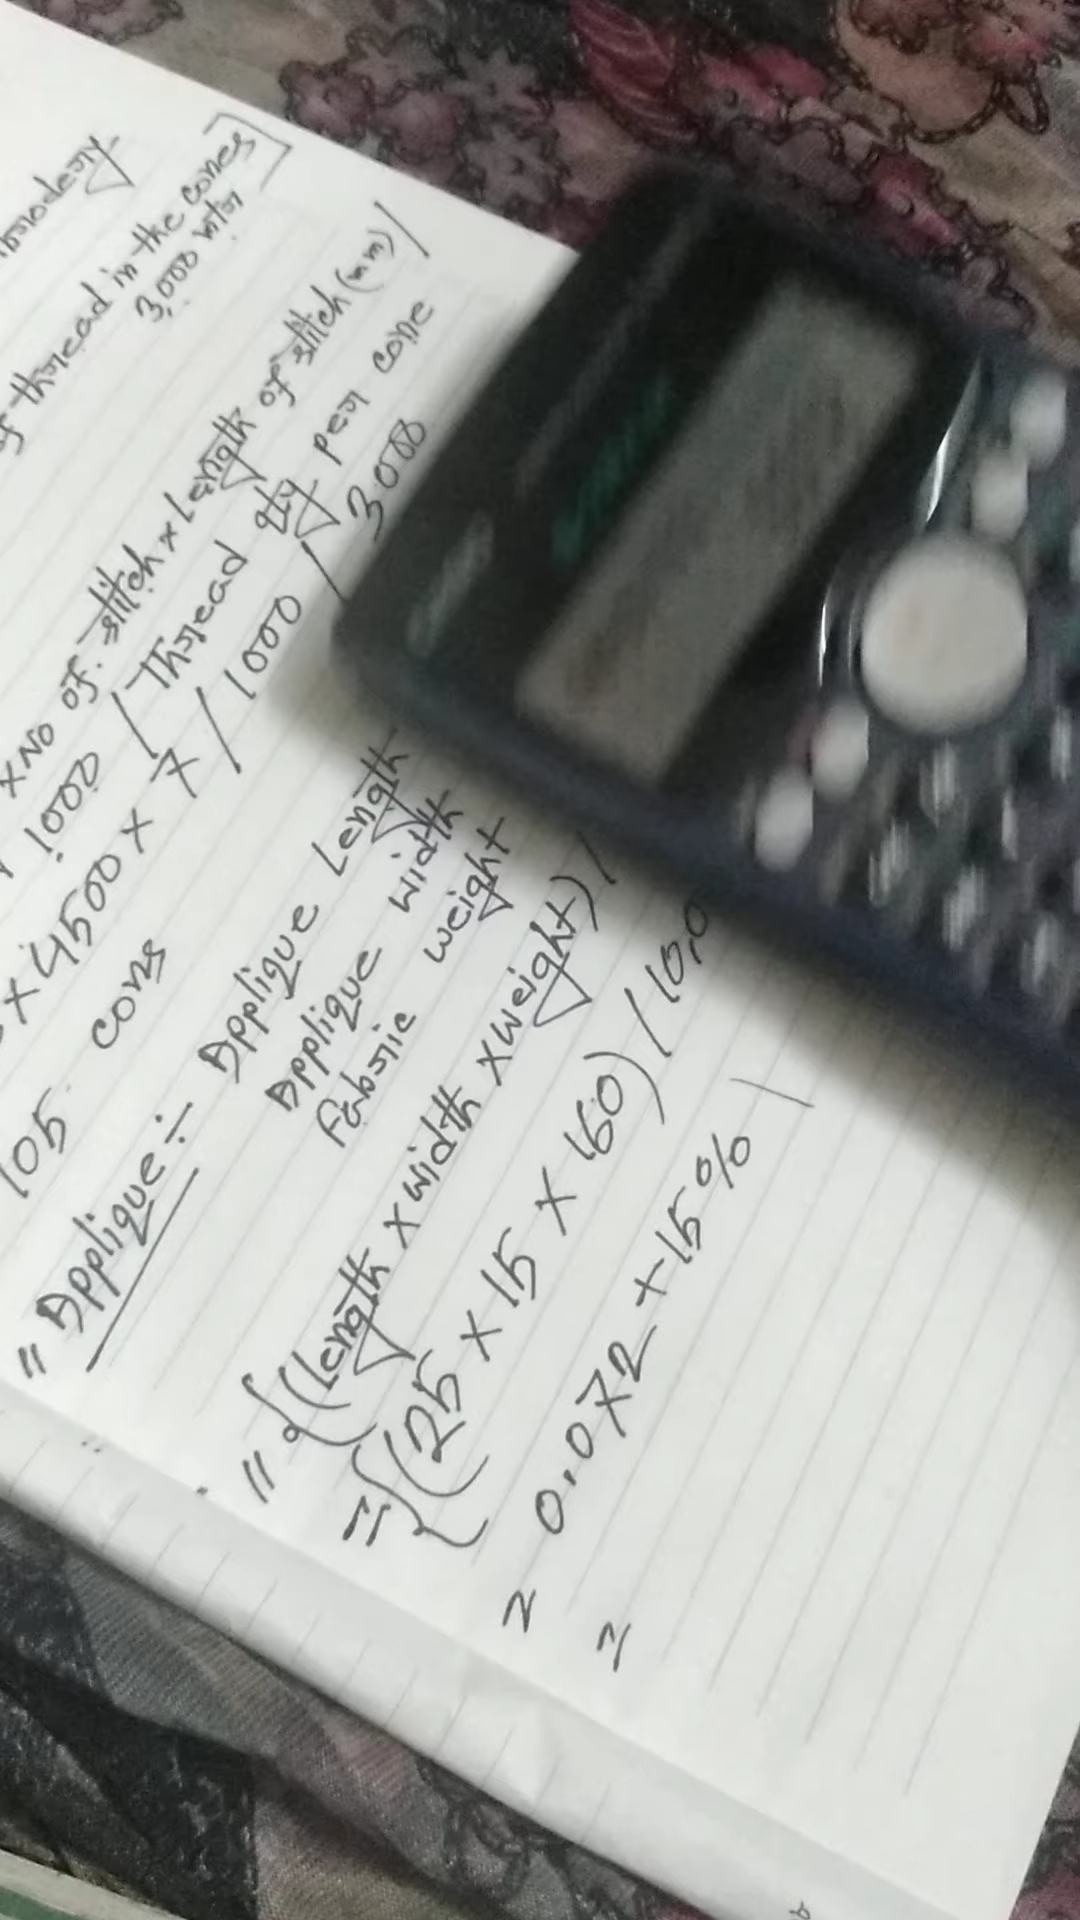 of thread in the cones
3,000 mtr
x No of. stitch x Length of stitch (mm) /
1000 / Thread qty per cone
x 4500 x 7 / 1000 / 3000
105 cons
" Applique :- Applique Length
Applique width
Fabric weight
" {(Length x width x weight) /
= {(25 x 15 x 160) / 10,0
= 0.072 + 15% /
=